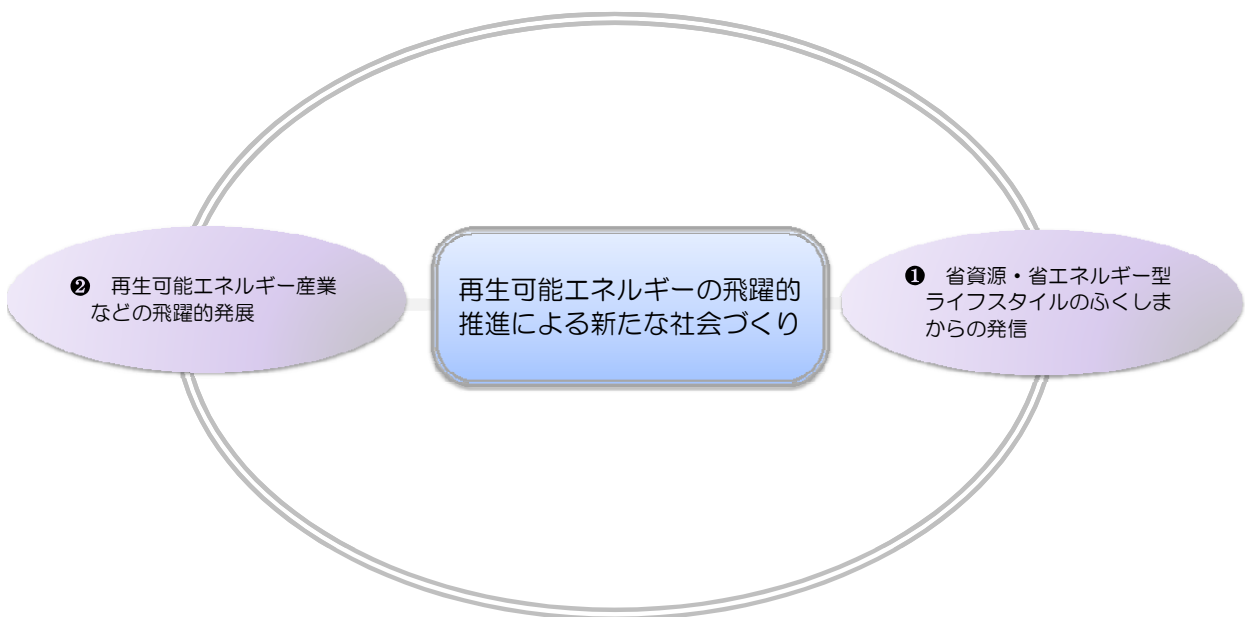 再生可能エネルギーの飛躍的
推進による新たな社会づくり
❶　省資源・省エネルギー型
ライフスタイルのふくしま
からの発信
❷　再生可能エネルギー産業
などの飛躍的発展